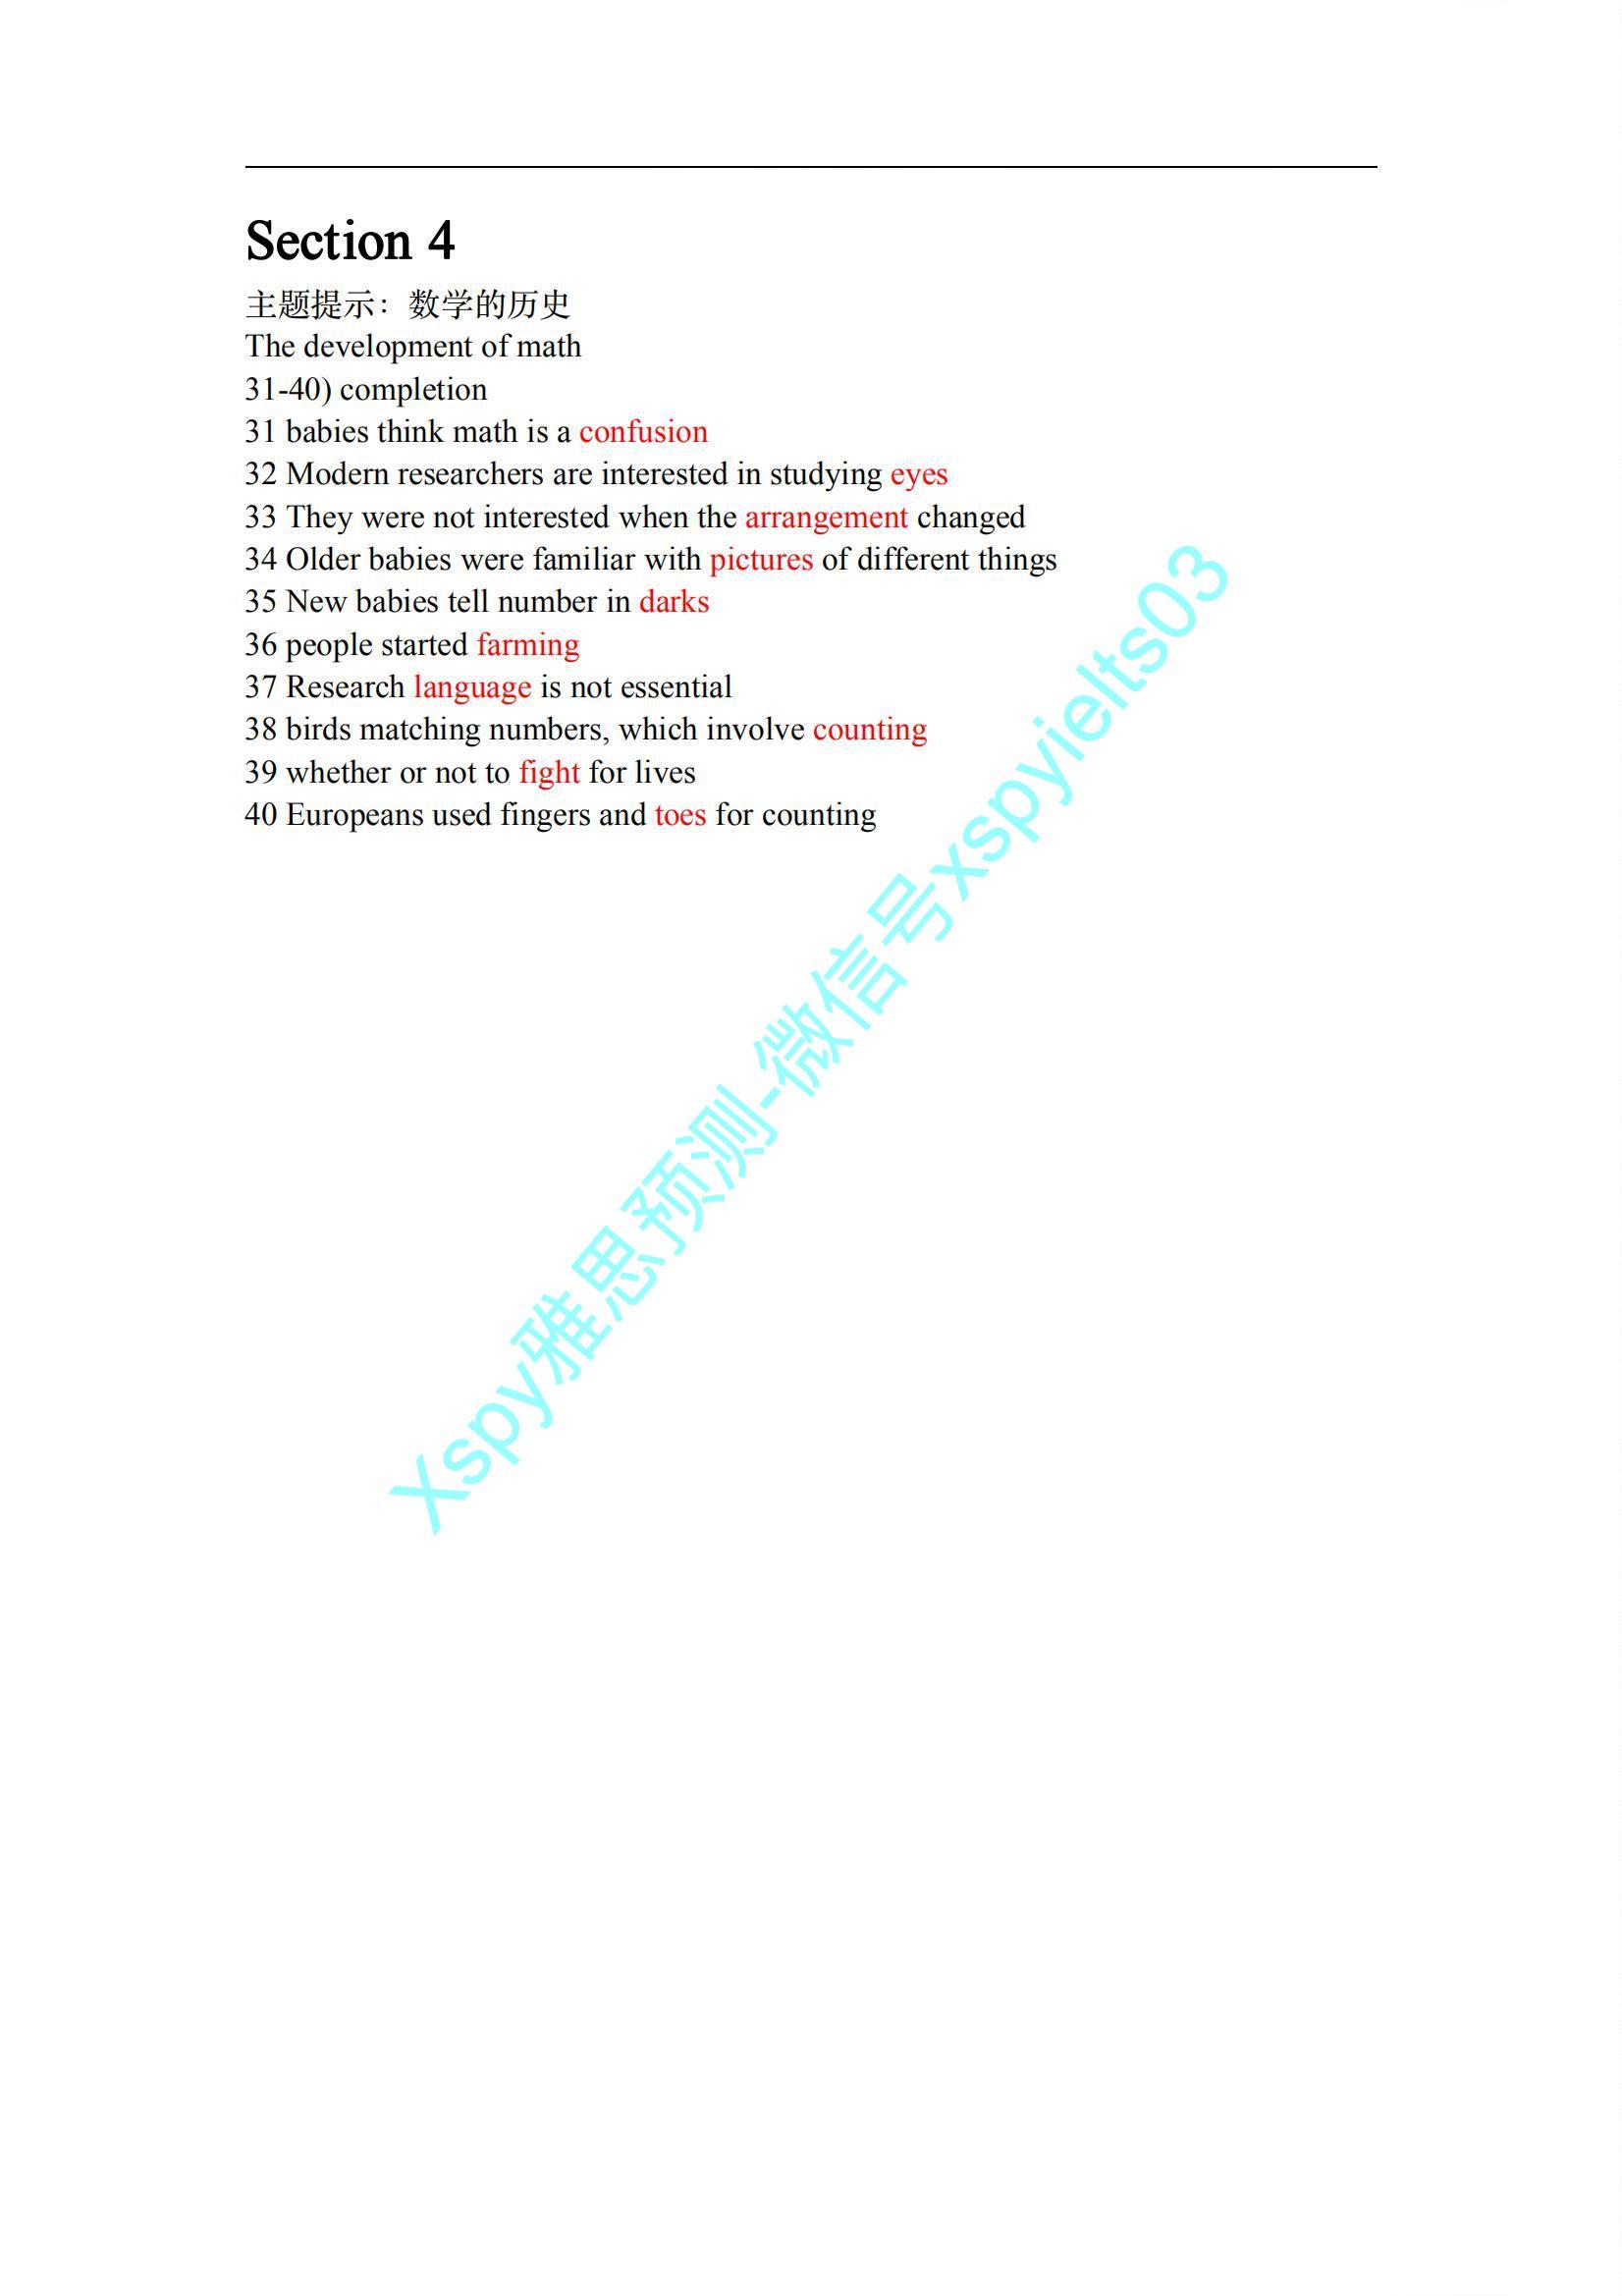 Section 4
主题提示：数学的历史
The development of math
31-40) completion
31 babies think math is a confusion
32 Modern researchers are interested in studying eyes
33 They were not interested when the arrangement changed
34 Older babies were familiar with pictures of different things
35 New babies tell number in darks
36 people started farming
37 Research language is not essential
38 birds matching numbers, which involve counting
39 whether or not to fight for lives
40 Europeans used fingers and toes for counting
Xspy雅思预测-微信号xspyielts03